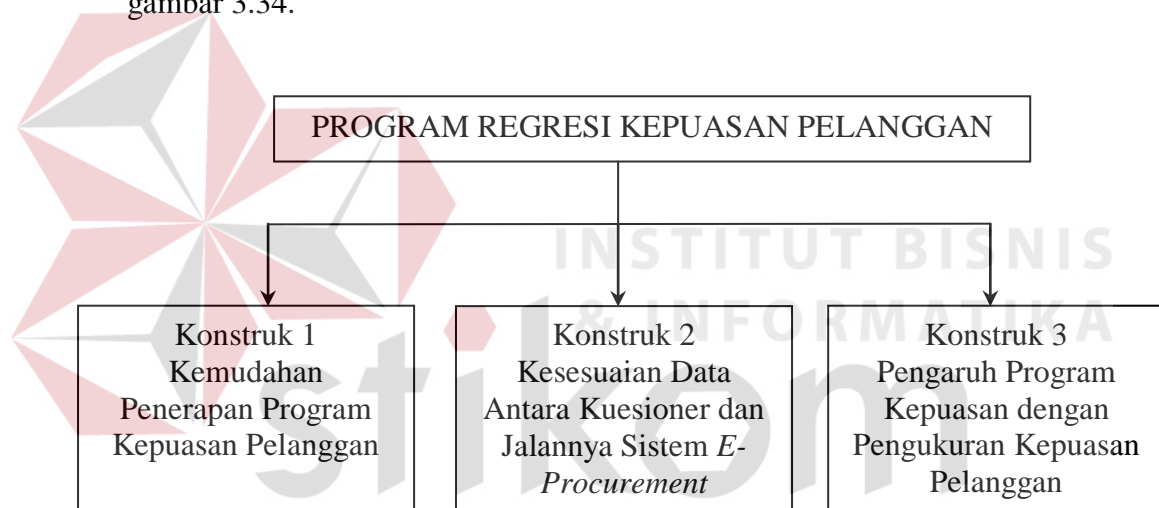 gambar 3.34.
PROGRAM REGRESI KEPUASAN PELANGGAN
INSTITUT BISNIS
& INFORMATIKA
stikom
Konstruk 1
Kemudahan
Penerapan Program
Kepuasan Pelanggan
Konstruk 2
Kesesuaian Data
Antara Kuesioner dan
Jalannya Sistem E-
Procurement
Konstruk 3
Pengaruh Program
Kepuasan dengan
Pengukuran Kepuasan
Pelanggan